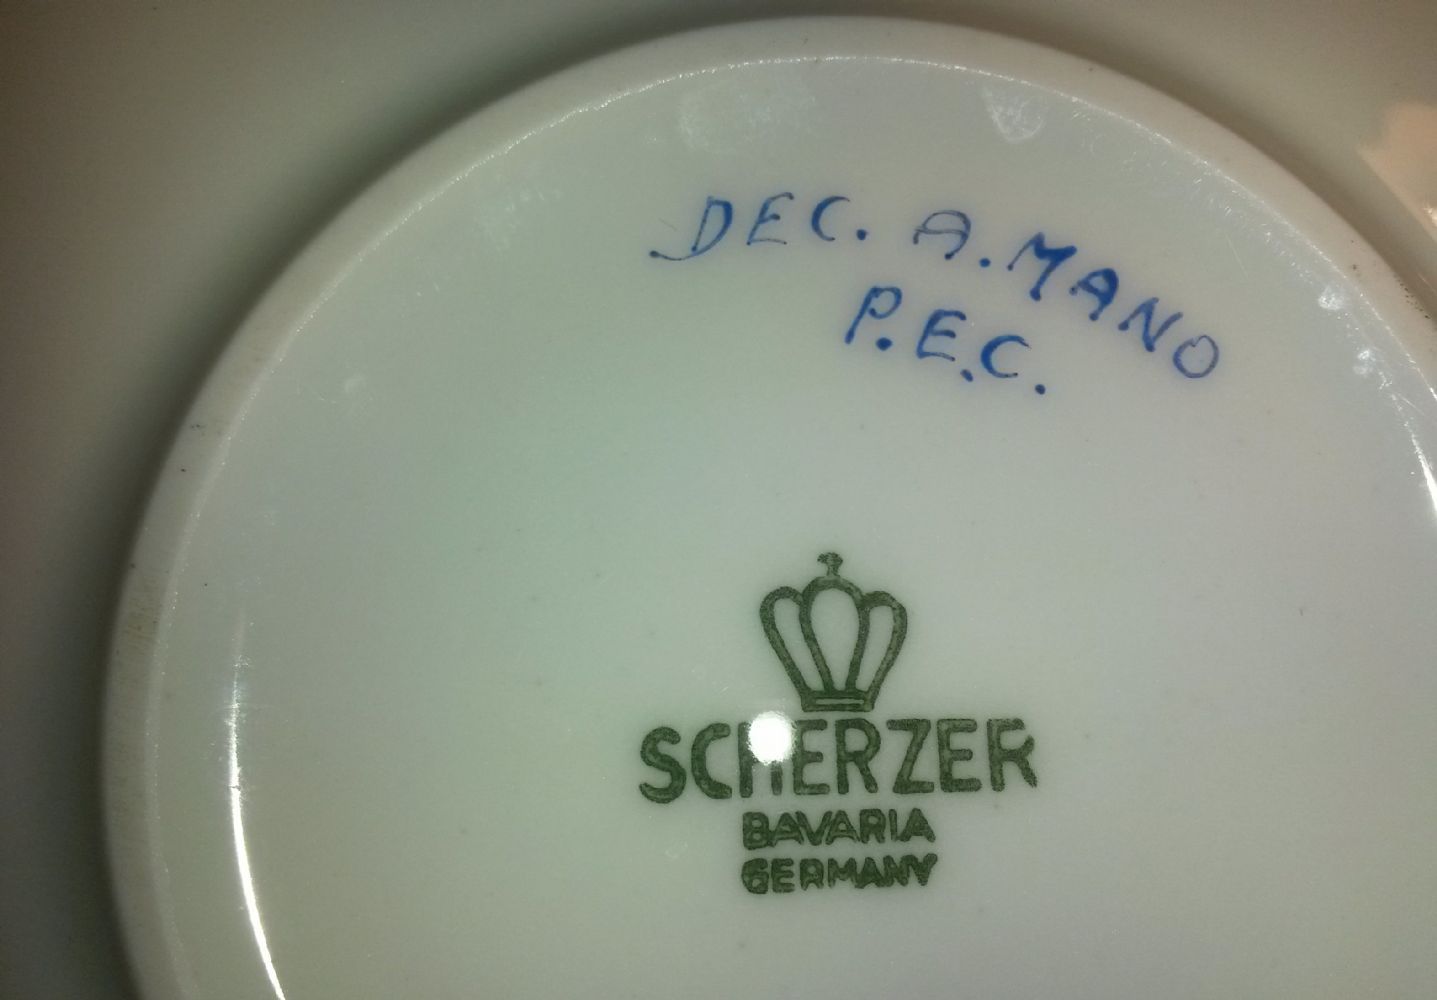 DEC. A. MANO
P.E.C.
SCHERZER
BAVARIA
GERMANY